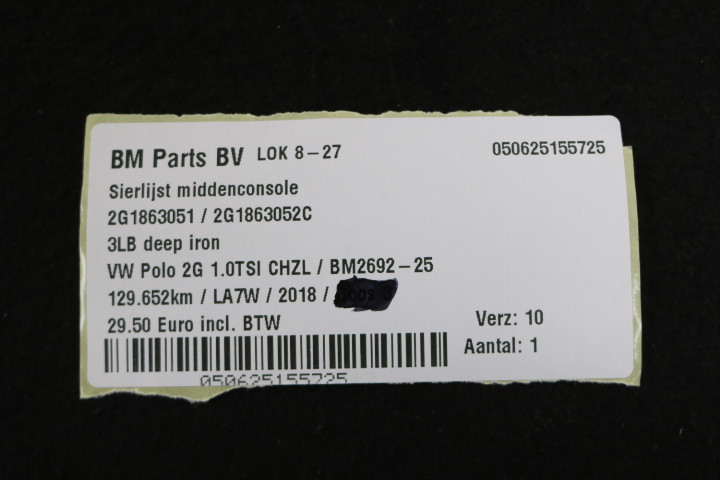 BM Parts BV LOK 8-27 050625155725
Sierlijst middenconsole
2G1863051 / 2G1863052C
3LB deep iron
VW Polo 2G 1.0TSI CHZL / BM2692-25
129.652km / LA7W / 2018 /
29.50 Euro incl. BTW Verz: 10
Aantal: 1
050625155725